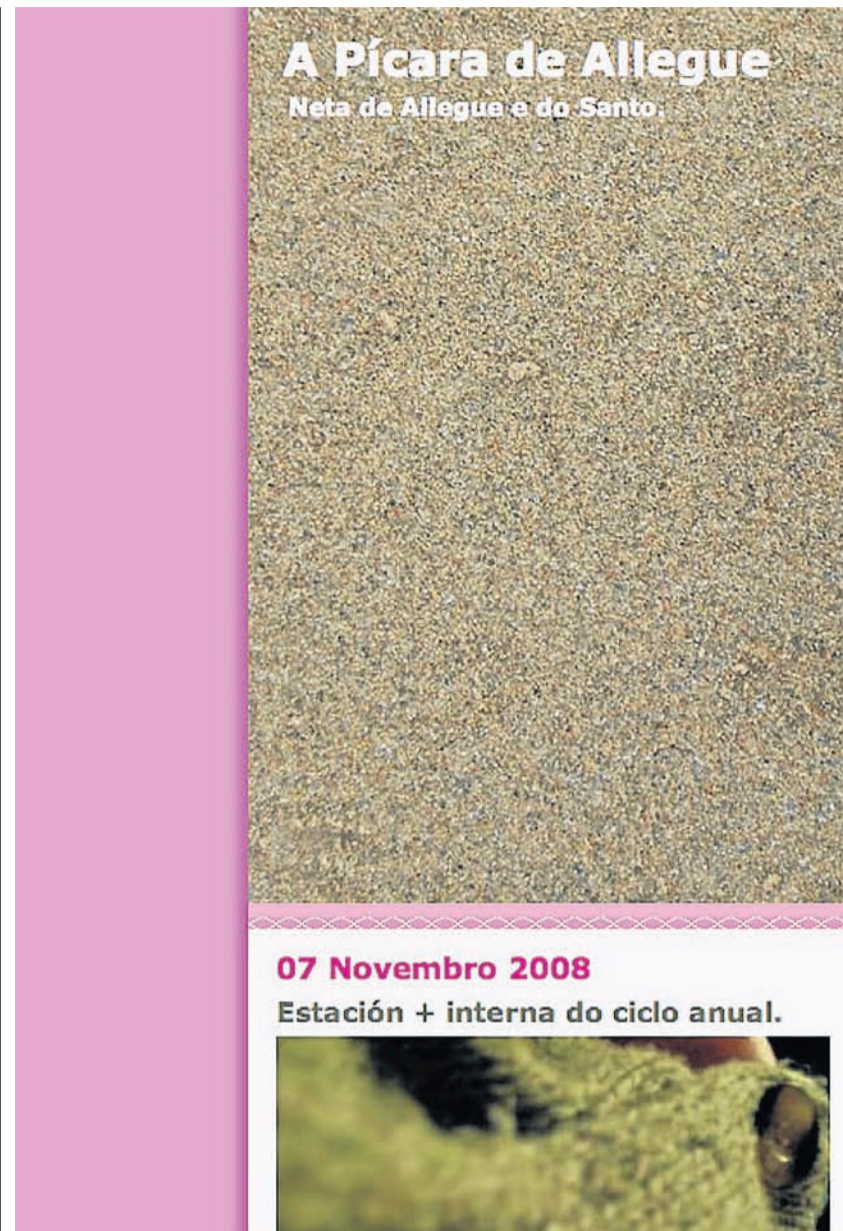 A Pícara de Allegue
Neta de Allegue e do Santo.
07 Novembro 2008
Estación + interna do ciclo anual.